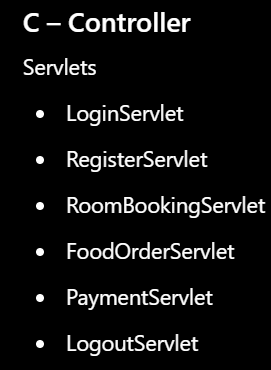 C – Controller
Servlets
• LoginServlet
• RegisterServlet
• RoomBookingServlet
• FoodOrderServlet
• PaymentServlet
• LogoutServlet